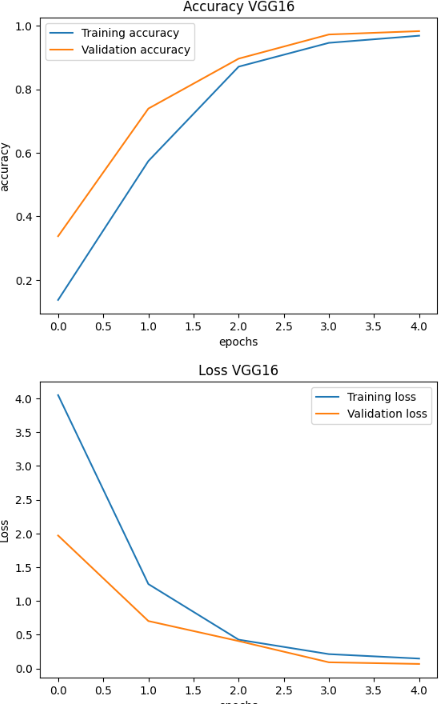 Accuracy VGG16
1.0
Training accuracy
Validation accuracy
0.8
0.6
accuracy
0.4
0.2
0.0 0.5 1.0 1.5 2.0 2.5 3.0 3.5 4.0
epochs
Loss VGG16
4.0
Training loss
Validation loss
3.5
3.0
2.5
2.0
Loss
1.5
1.0
0.5
0.0
0.0 0.5 1.0 1.5 2.0 2.5 3.0 3.5 4.0
epochs